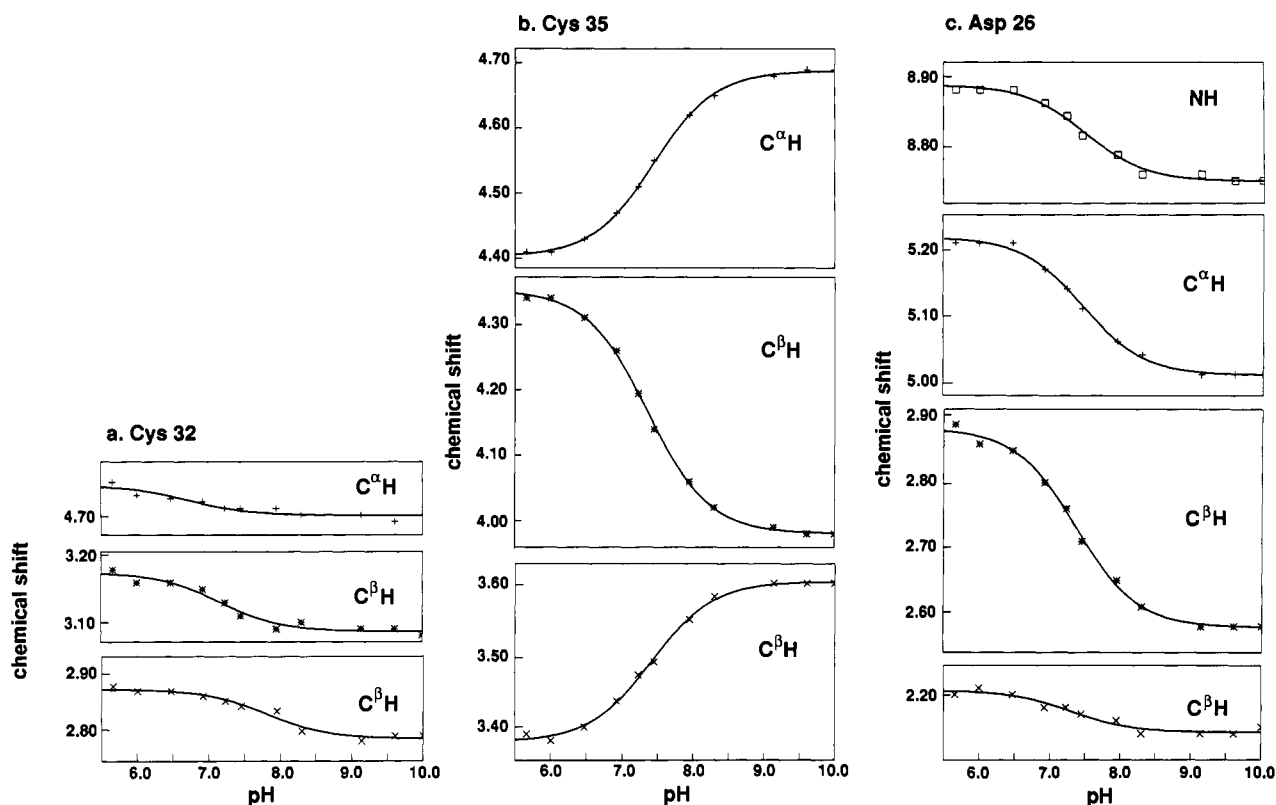 a. Cys 32
chemical shift
4.70
CᵅH
3.20
3.10
CᵝH
2.90
2.80
CᵝH
6.0 7.0 8.0 9.0 10.0
pH
b. Cys 35
chemical shift
4.70
4.60
4.50
4.40
CᵅH
4.30
4.20
4.10
4.00
CᵝH
3.60
3.50
3.40
CᵝH
6.0 7.0 8.0 9.0 10.0
pH
c. Asp 26
chemical shift
8.90
8.80
NH
5.20
5.10
5.00
CᵅH
2.90
2.80
2.70
2.60
CᵝH
2.20
CᵝH
6.0 7.0 8.0 9.0 10.0
pH